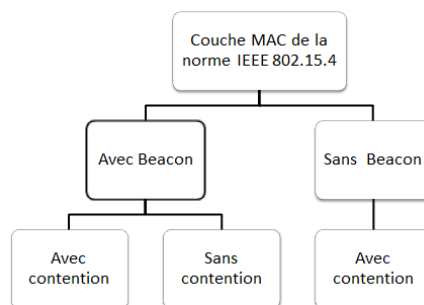 Couche MAC de la
norme IEEE 802.15.4
Avec Beacon
Sans Beacon
Avec
contention
Sans
contention
Avec
contention